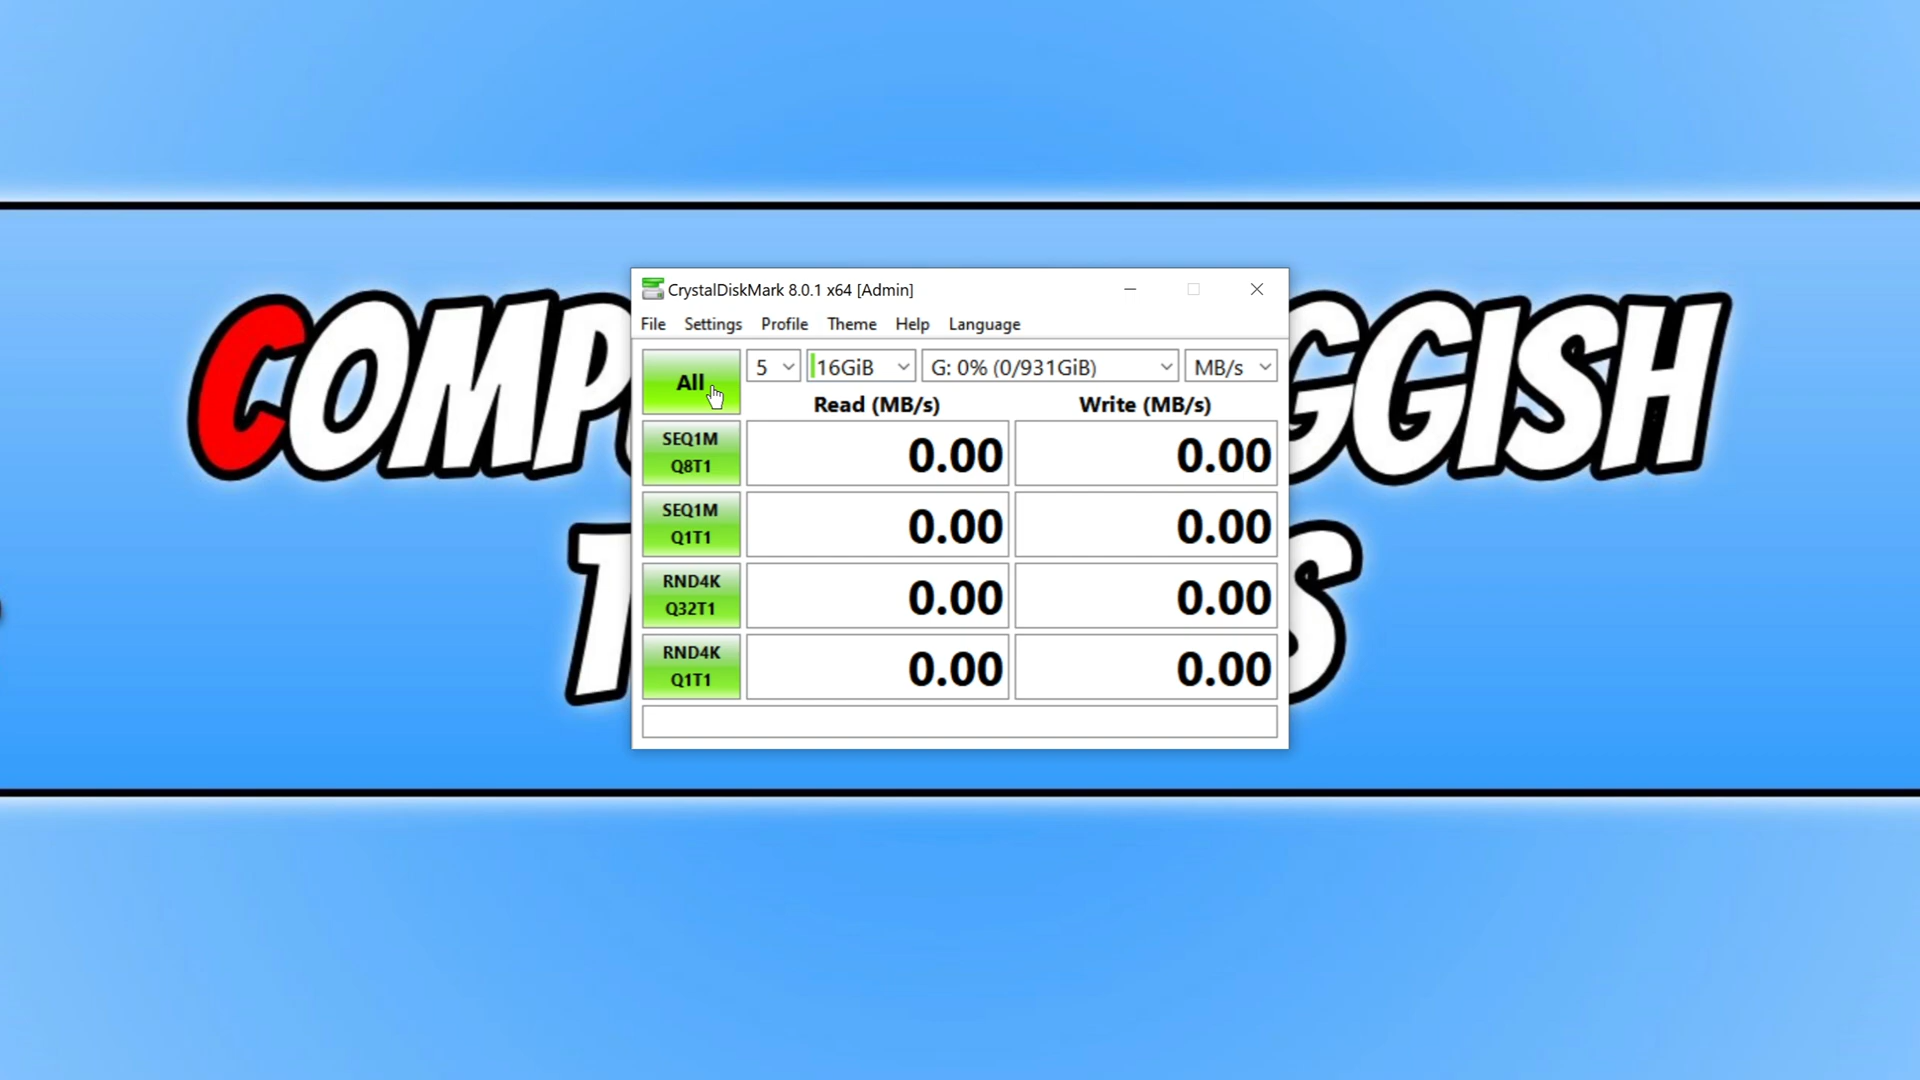 CrystalDiskMark 8.0.1 x64 [Admin]
File Settings Profile Theme Help Language
All 5 16GiB G: 0% (0/931GiB) MB/s
Read (MB/s) Write (MB/s)
SEQ1M
Q8T1
0.00 0.00
SEQ1M
Q1T1
0.00 0.00
RND4K
Q32T1
0.00 0.00
RND4K
Q1T1
0.00 0.00